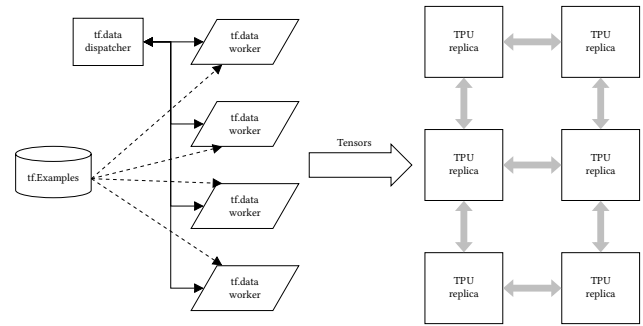 tf.data
dispatcher
tf.data
worker
tf.data
worker
tf.Examples
tf.data
worker
tf.data
worker
Tensors
TPU
replica
TPU
replica
TPU
replica
TPU
replica
TPU
replica
TPU
replica